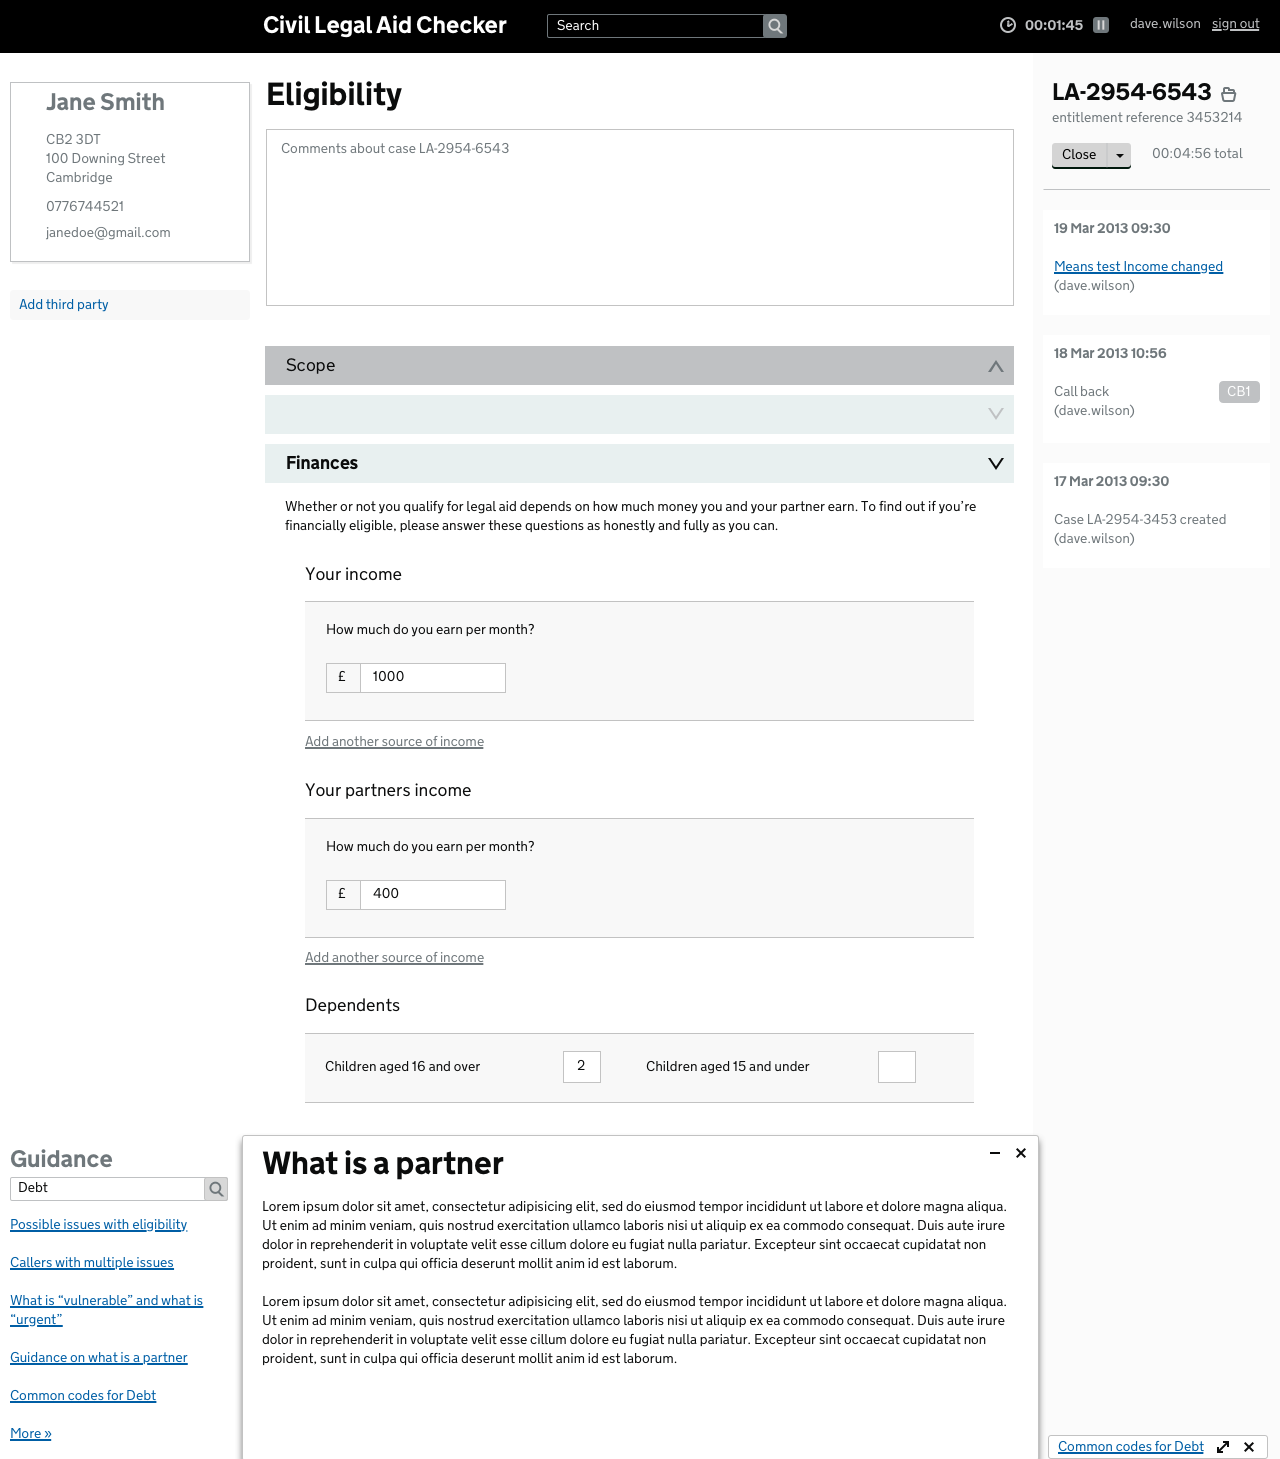 Civil Legal Aid Checker
Search
00:01:45
dave.wilson sign out
Jane Smith
CB2 3DT
100 Downing Street
Cambridge
0776744521
janedoe@gmail.com
Add third party
Eligibility
Comments about case LA-2954-6543
Scope
Finances
Whether or not you qualify for legal aid depends on how much money you and your partner earn. To find out if you’re
financially eligible, please answer these questions as honestly and fully as you can.
Your income
How much do you earn per month?
£ 1000
Add another source of income
Your partners income
How much do you earn per month?
£ 400
Add another source of income
Dependents
Children aged 16 and over 2 Children aged 15 and under
LA-2954-6543
entitlement reference 3453214
Close 00:04:56 total
19 Mar 2013 09:30
Means test Income changed
(dave.wilson)
18 Mar 2013 10:56
Call back CB1
(dave.wilson)
17 Mar 2013 09:30
Case LA-2954-3453 created
(dave.wilson)
Guidance
Debt
Possible issues with eligibility
Callers with multiple issues
What is “vulnerable” and what is
“urgent”
Guidance on what is a partner
Common codes for Debt
More »
What is a partner
Lorem ipsum dolor sit amet, consectetur adipisicing elit, sed do eiusmod tempor incididunt ut labore et dolore magna aliqua.
Ut enim ad minim veniam, quis nostrud exercitation ullamco laboris nisi ut aliquip ex ea commodo consequat. Duis aute irure
dolor in reprehenderit in voluptate velit esse cillum dolore eu fugiat nulla pariatur. Excepteur sint occaecat cupidatat non
proident, sunt in culpa qui officia deserunt mollit anim id est laborum.
Lorem ipsum dolor sit amet, consectetur adipisicing elit, sed do eiusmod tempor incididunt ut labore et dolore magna aliqua.
Ut enim ad minim veniam, quis nostrud exercitation ullamco laboris nisi ut aliquip ex ea commodo consequat. Duis aute irure
dolor in reprehenderit in voluptate velit esse cillum dolore eu fugiat nulla pariatur. Excepteur sint occaecat cupidatat non
proident, sunt in culpa qui officia deserunt mollit anim id est laborum.
Common codes for Debt